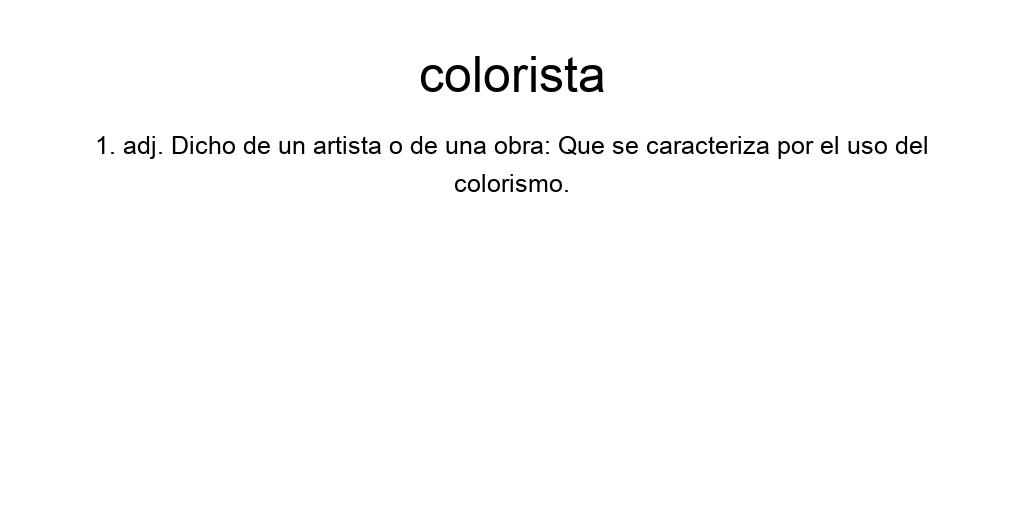 colorista
1. adj. Dicho de un artista o de una obra: Que se caracteriza por el uso del
colorismo.